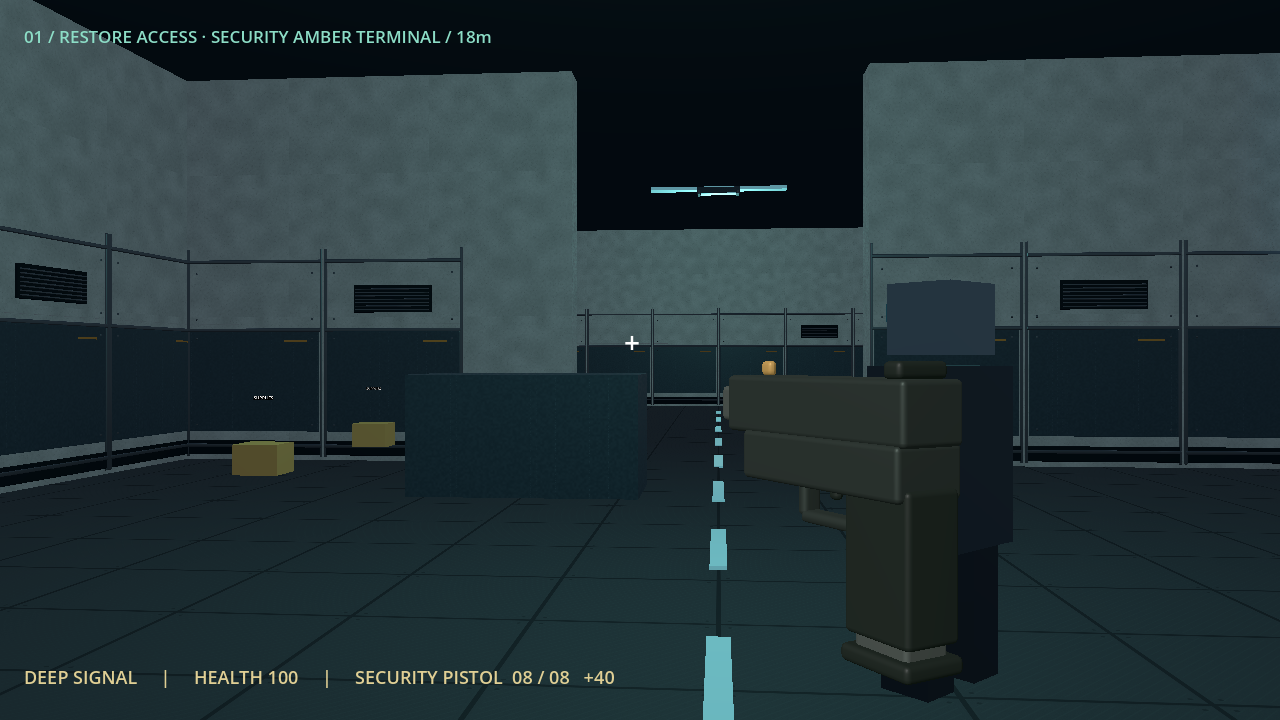 01 / RESTORE ACCESS · SECURITY AMBER TERMINAL / 18m
DEEP SIGNAL | HEALTH 100 | SECURITY PISTOL 08 / 08 +40